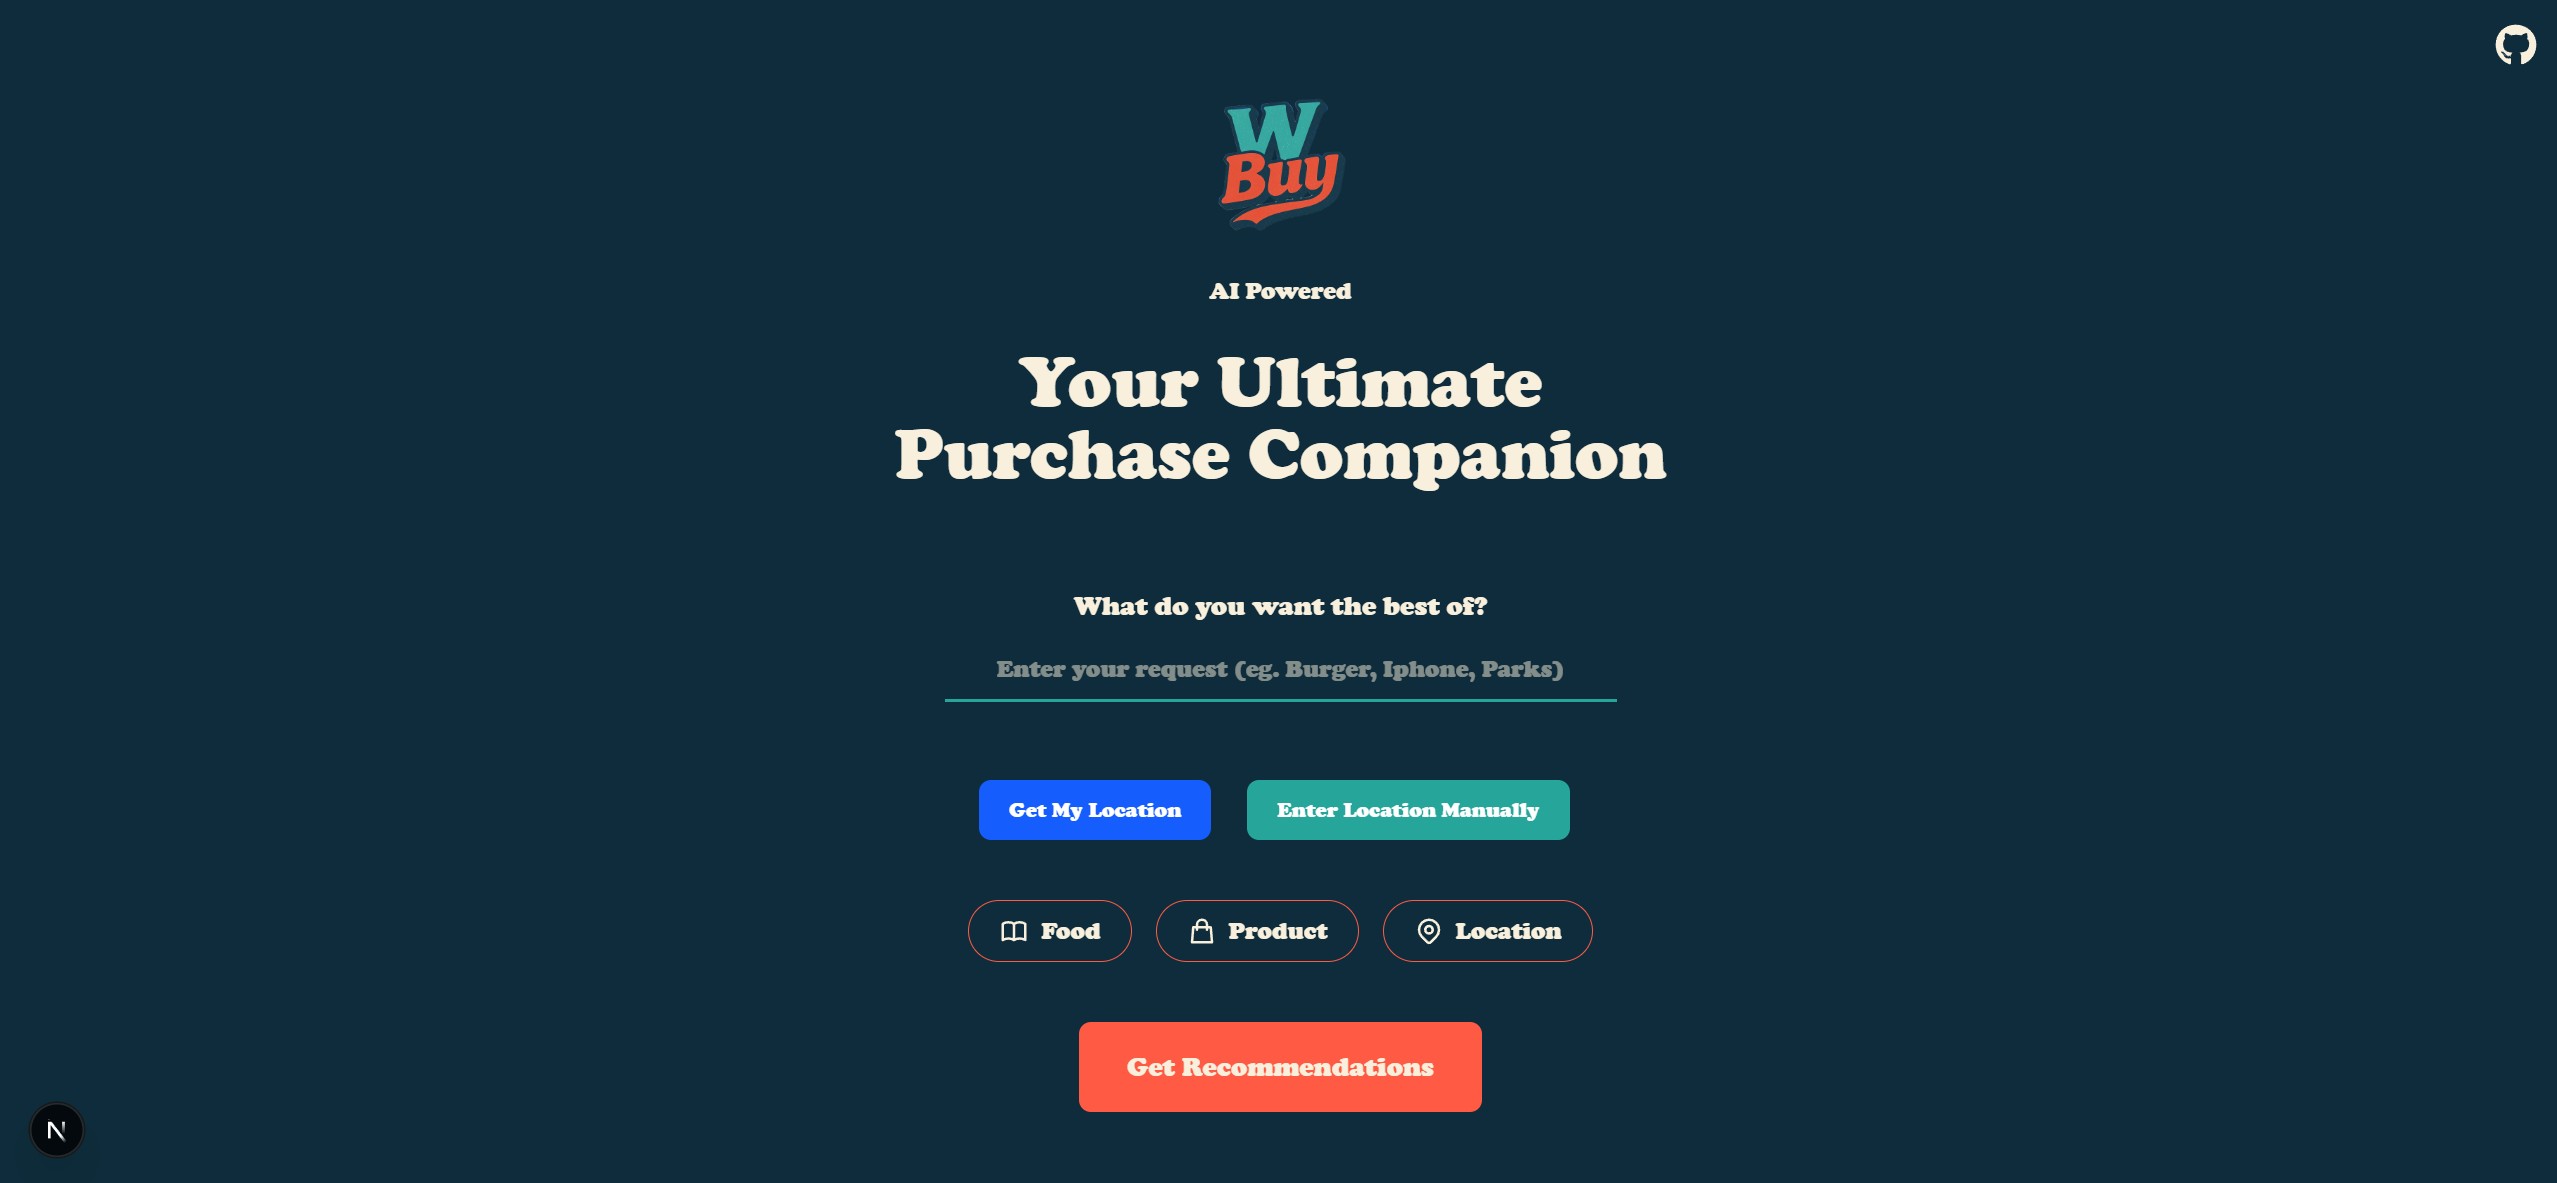 W
Buy
AI Powered
Your Ultimate
Purchase Companion
What do you want the best of?
Enter your request (eg. Burger, Iphone, Parks)
Get My Location
Enter Location Manually
Food
Product
Location
Get Recommendations
N